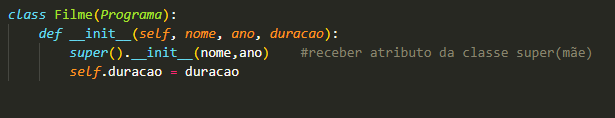 class Filme(Programa):
    def __init__(self, nome, ano, duracao):
        super().__init__(nome,ano)    #receber atributo da classe super(mãe)
        self.duracao = duracao